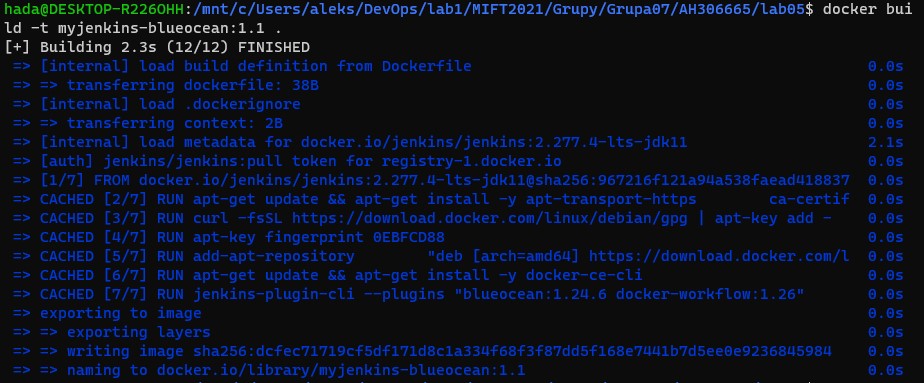 hada@DESKTOP-R226OHH:/mnt/c/Users/aleks/DevOps/lab1/MIFT2021/Grupy/Grupa07/AH306665/lab05$ docker bui
ld -t myjenkins-blueocean:1.1 .
[+] Building 2.3s (12/12) FINISHED
=> [internal] load build definition from Dockerfile 0.0s
=> => transferring dockerfile: 38B 0.0s
=> [internal] load .dockerignore 0.0s
=> => transferring context: 2B 0.0s
=> [internal] load metadata for docker.io/jenkins/jenkins:2.277.4-lts-jdk11 2.1s
=> [auth] jenkins/jenkins:pull token for registry-1.docker.io 0.0s
=> [1/7] FROM docker.io/jenkins/jenkins:2.277.4-lts-jdk11@sha256:967216f121a94a538faead418837 0.0s
=> CACHED [2/7] RUN apt-get update && apt-get install -y apt-transport-https ca-certif 0.0s
=> CACHED [3/7] RUN curl -fsSL https://download.docker.com/linux/debian/gpg | apt-key add - 0.0s
=> CACHED [4/7] RUN apt-key fingerprint 0EBFCD88 0.0s
=> CACHED [5/7] RUN add-apt-repository "deb [arch=amd64] https://download.docker.com/l 0.0s
=> CACHED [6/7] RUN apt-get update && apt-get install -y docker-ce-cli 0.0s
=> CACHED [7/7] RUN jenkins-plugin-cli --plugins "blueocean:1.24.6 docker-workflow:1.26" 0.0s
=> exporting to image 0.0s
=> => exporting layers 0.0s
=> => writing image sha256:dcfec71719cf5df171d8c1a334f68f3f87dd5f168e7441b7d5ee0e9236845984 0.0s
=> => naming to docker.io/library/myjenkins-blueocean:1.1 0.0s